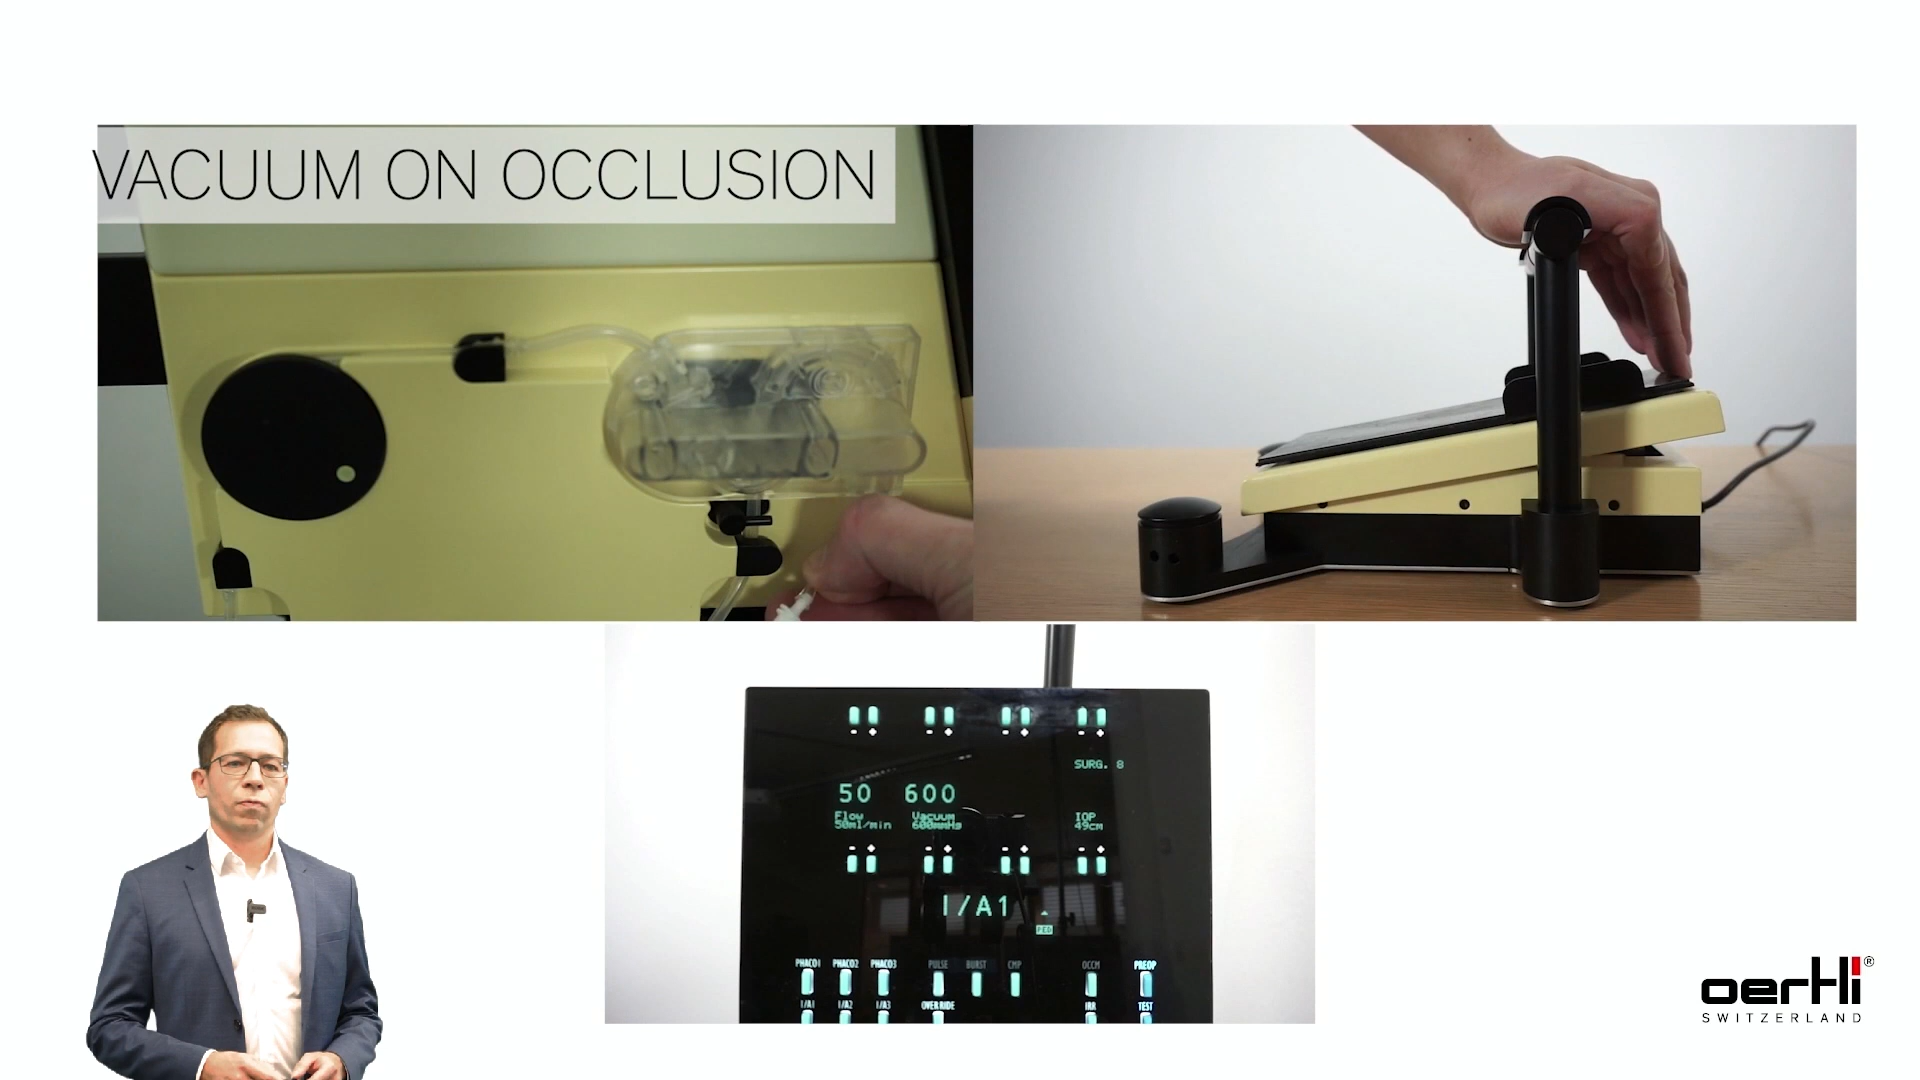 VACUUM ON OCCLUSION
- + - + - + - +
SURG. 8
50 600
Flow Vacuum IOP
50ml/min 600mmHg 49cm
- + - + - + - +
I/A1
PED
PHACO1 PHACO2 PHACO3 PULSE BURST CMP OCCM PREOP
I/A1 I/A2 I/A3 OVERRIDE IRR TEST
oertli®
SWITZERLAND